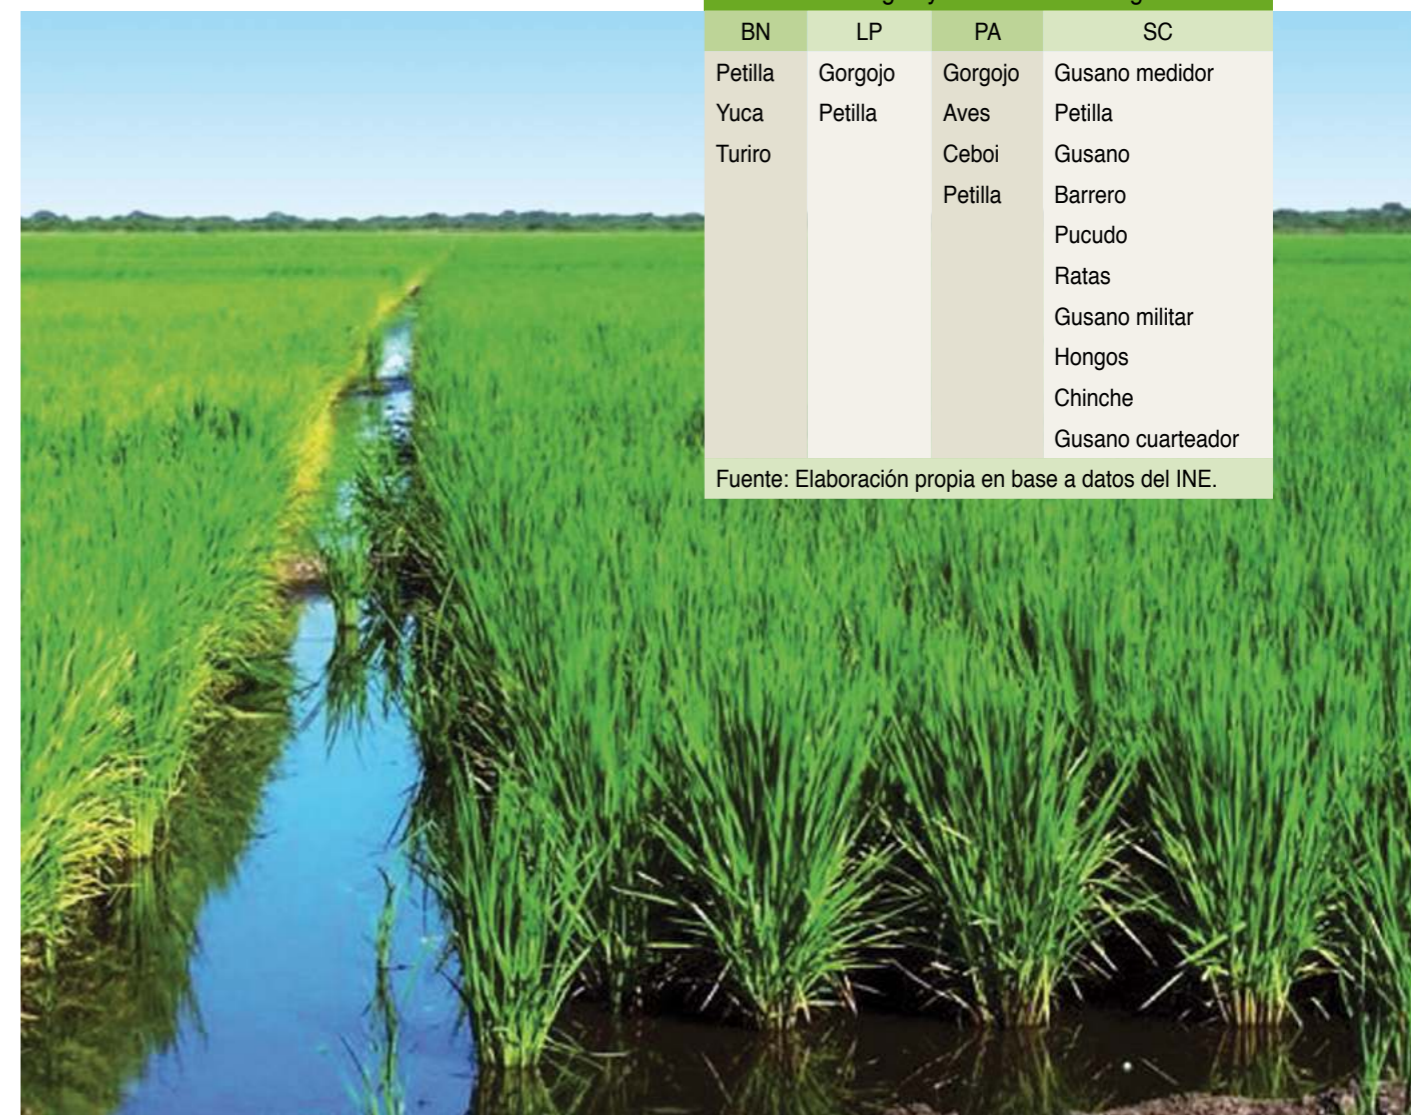 BN LP PA SC
Petilla Gorgojo Gorgojo Gusano medidor
Yuca Petilla Aves Petilla
Turiro Ceboi Gusano
Petilla Barrero
Pucudo
Ratas
Gusano militar
Hongos
Chinche
Gusano cuarteador
Fuente: Elaboración propia en base a datos del INE.